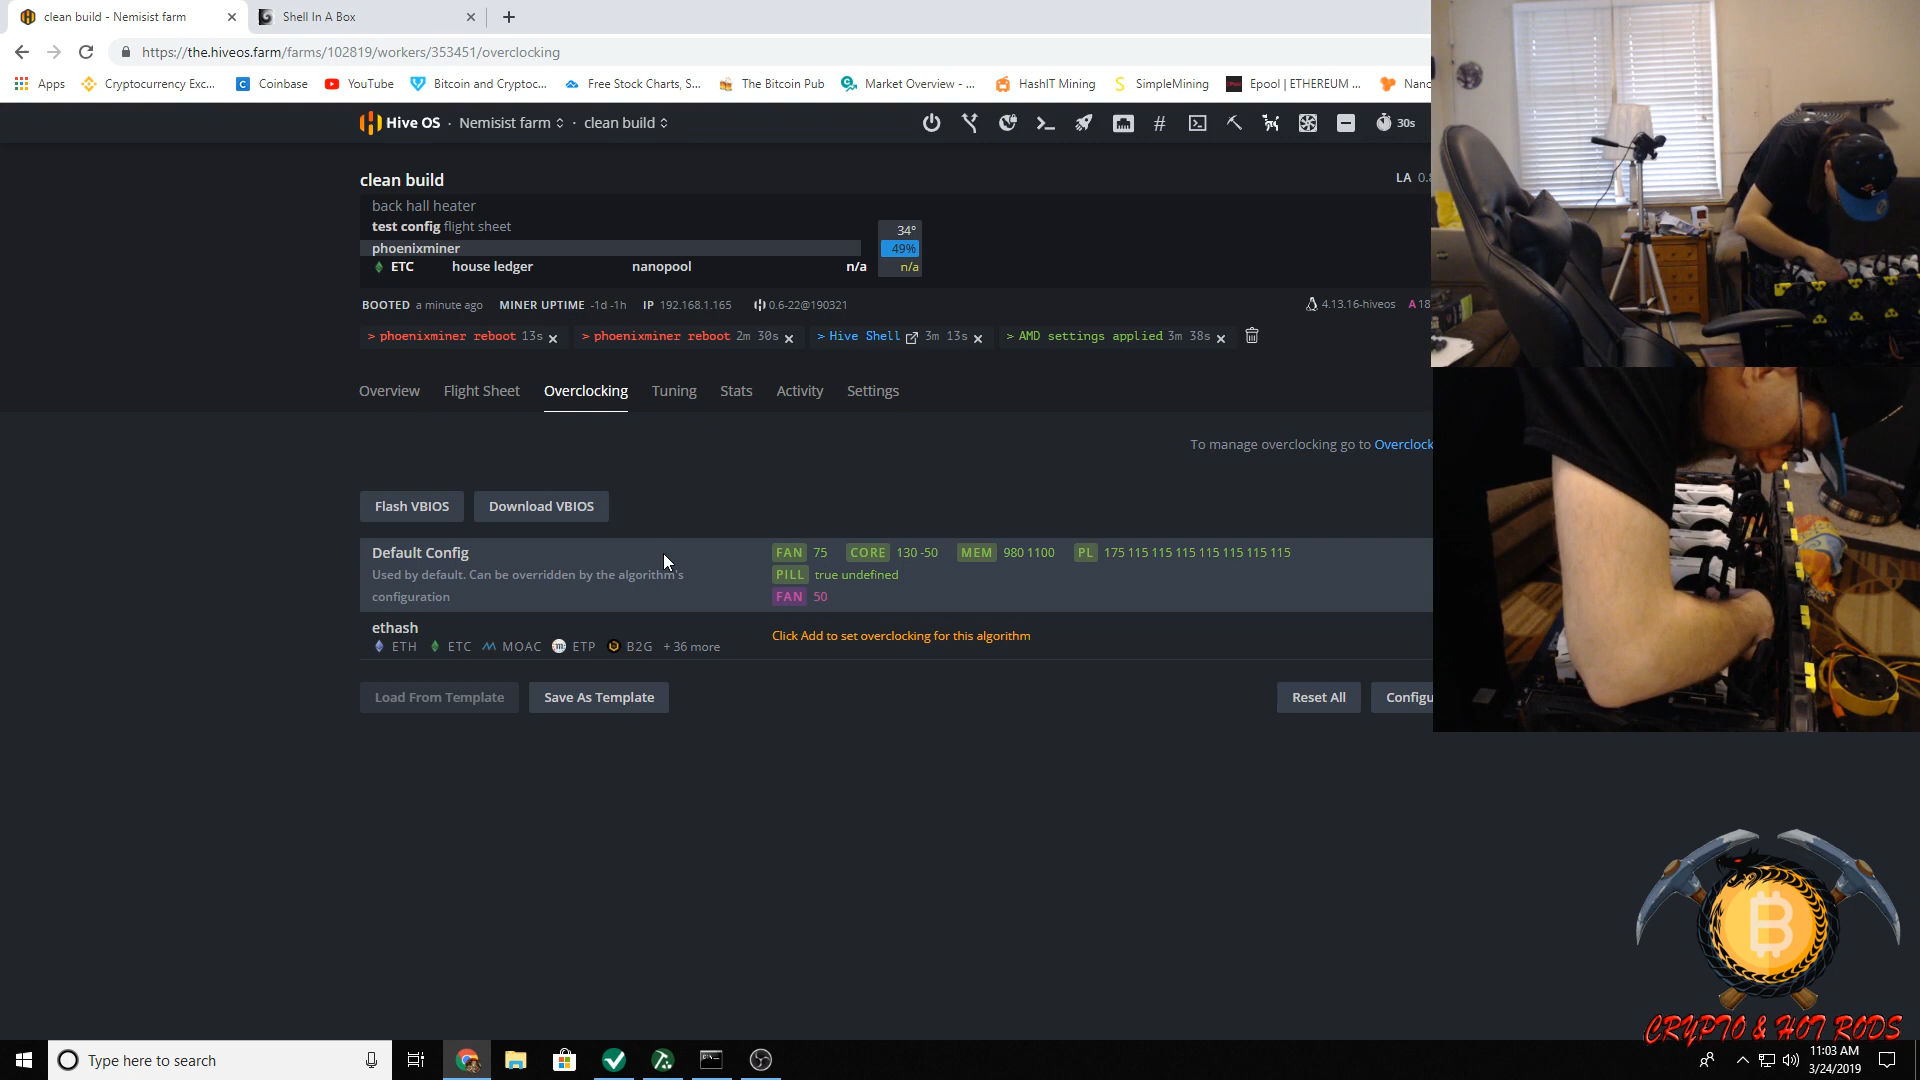 clean build - Nemisist farm
Shell In A Box
https://the.hiveos.farm/farms/102819/workers/353451/overclocking
Apps
Cryptocurrency Exc...
Coinbase
YouTube
Bitcoin and Cryptoc...
Free Stock Charts, S...
The Bitcoin Pub
Market Overview - ...
HashIT Mining
SimpleMining
Epool | ETHEREUM ...
Nanc
Hive OS · Nemisist farm · clean build
30s
clean build
LA 0.8
back hall heater
test config flight sheet
34°
phoenixminer
49%
ETC house ledger nanopool n/a n/a
BOOTED a minute ago MINER UPTIME -1d -1h IP 192.168.1.165 0.6-22@190321
4.13.16-hiveos A 18
> phoenixminer reboot 13s × > phoenixminer reboot 2m 30s × > Hive Shell 3m 13s × > AMD settings applied 3m 38s ×
Overview Flight Sheet Overclocking Tuning Stats Activity Settings
To manage overclocking go to Overclock
Flash VBIOS Download VBIOS
Default Config
FAN 75 CORE 130 -50 MEM 980 1100 PL 175 115 115 115 115 115 115 115
Used by default. Can be overridden by the algorithm's
PILL true undefined
configuration
FAN 50
ethash
Click Add to set overclocking for this algorithm
ETH ETC MOAC ETP B2G + 36 more
Load From Template Save As Template
Reset All Configu
CRYPTO & HOT RODS
Type here to search
11:03 AM
3/24/2019